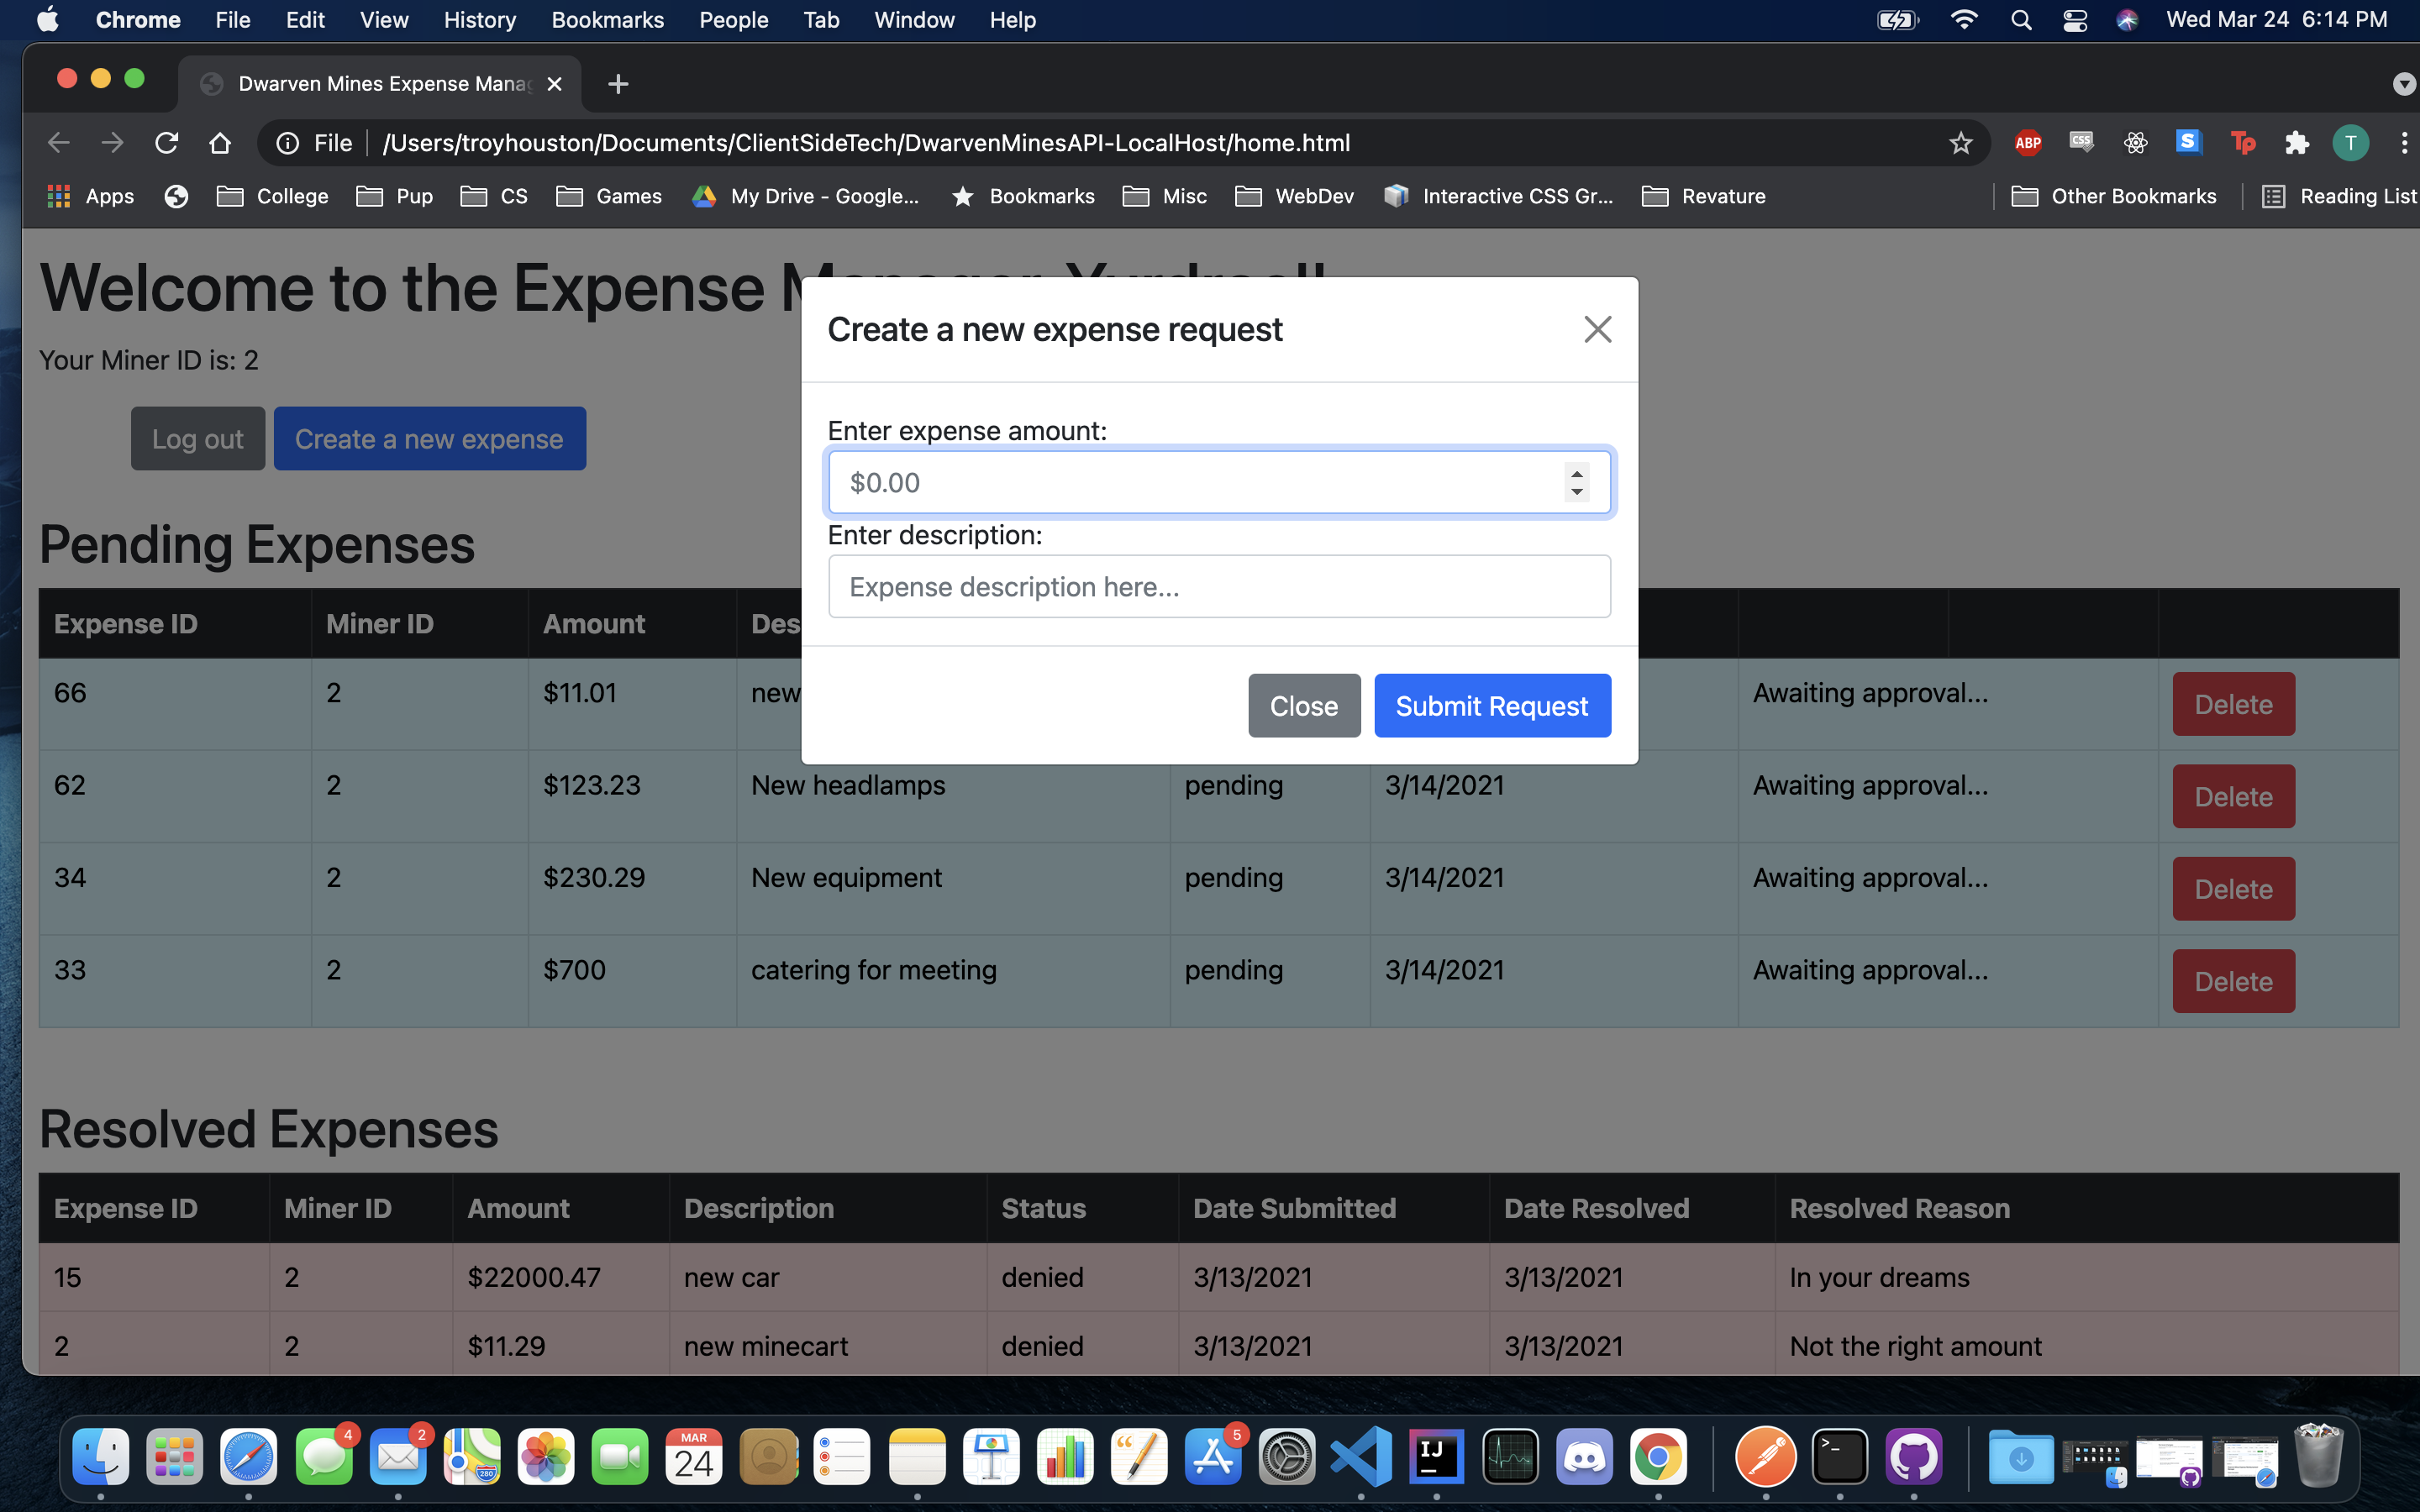 Chrome File Edit View History Bookmarks People Tab Window Help Wed Mar 24 6:14 PM
Dwarven Mines Expense Mana
File /Users/troyhouston/Documents/ClientSideTech/DwarvenMinesAPI-LocalHost/home.html ABP CSS S Tp T
Apps College Pup CS Games My Drive - Google... Bookmarks Misc WebDev Interactive CSS Gr... Revature Other Bookmarks Reading List
Welcome to the Expense
Your Miner ID is: 2
Log out Create a new expense
Create a new expense request
Enter expense amount:
$0.00
Enter description:
Expense description here...
Close Submit Request
Pending Expenses
Expense ID Miner ID Amount Des
66 2 $11.01 new Awaiting approval... Delete
62 2 $123.23 New headlamps pending 3/14/2021 Awaiting approval... Delete
34 2 $230.29 New equipment pending 3/14/2021 Awaiting approval... Delete
33 2 $700 catering for meeting pending 3/14/2021 Awaiting approval... Delete
Resolved Expenses
Expense ID Miner ID Amount Description Status Date Submitted Date Resolved Resolved Reason
15 2 $22000.47 new car denied 3/13/2021 3/13/2021 In your dreams
2 2 $11.29 new minecart denied 3/13/2021 3/13/2021 Not the right amount
4 2 280 MAR 24 5 IJ >_